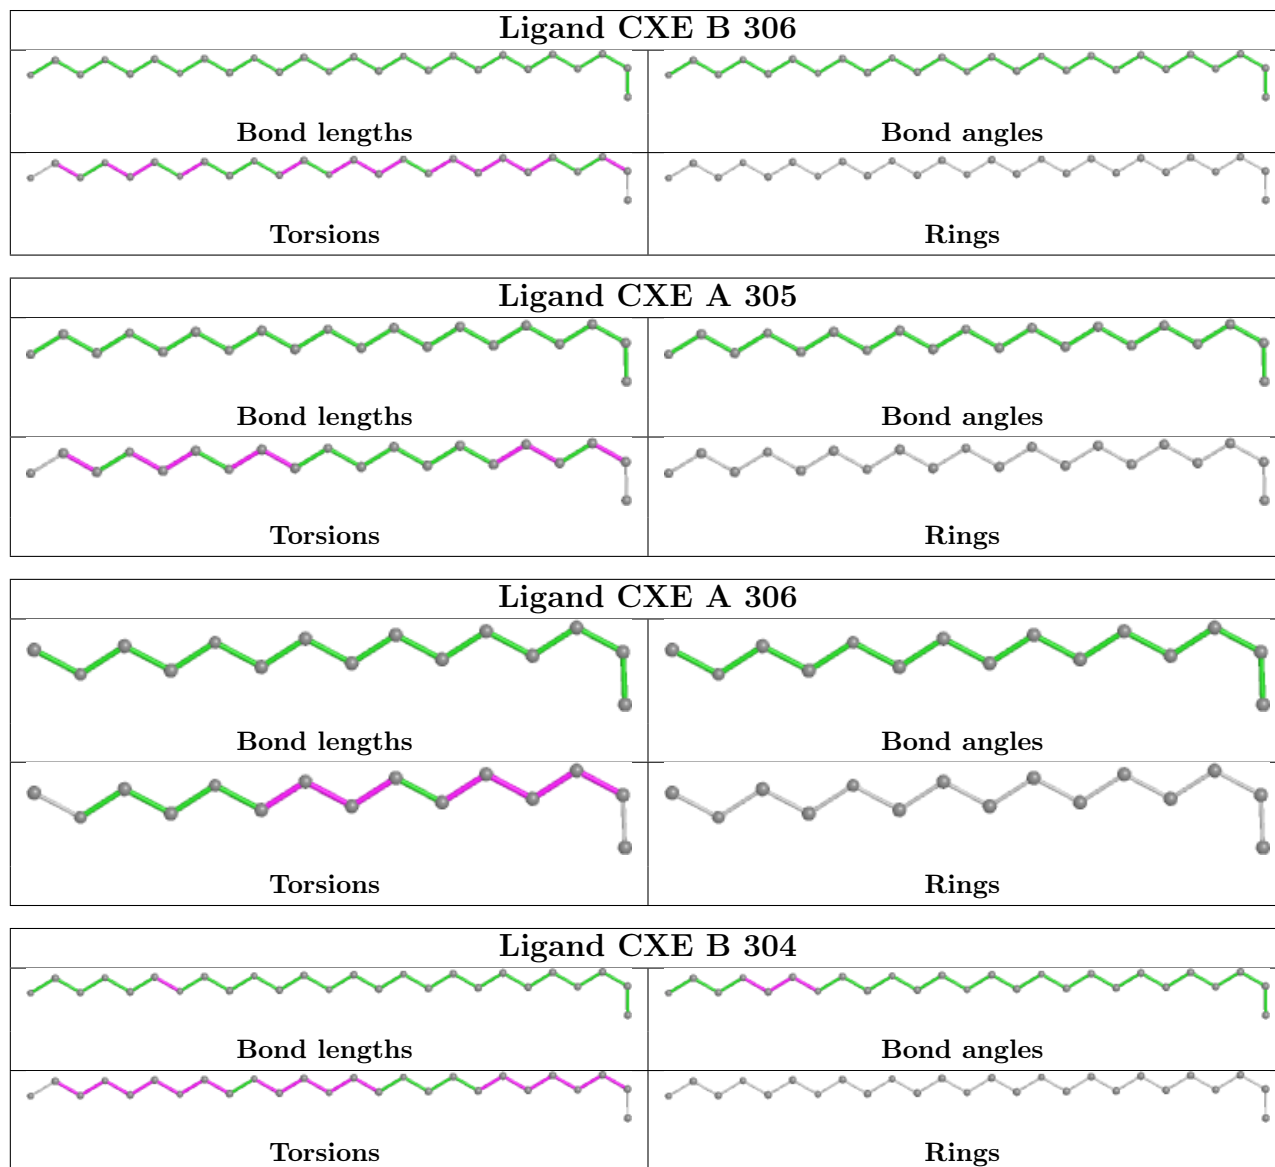 Ligand CXE B 306
Bond lengths
Bond angles
Torsions
Rings
Ligand CXE A 305
Bond lengths
Bond angles
Torsions
Rings
Ligand CXE A 306
Bond lengths
Bond angles
Torsions
Rings
Ligand CXE B 304
Bond lengths
Bond angles
Torsions
Rings